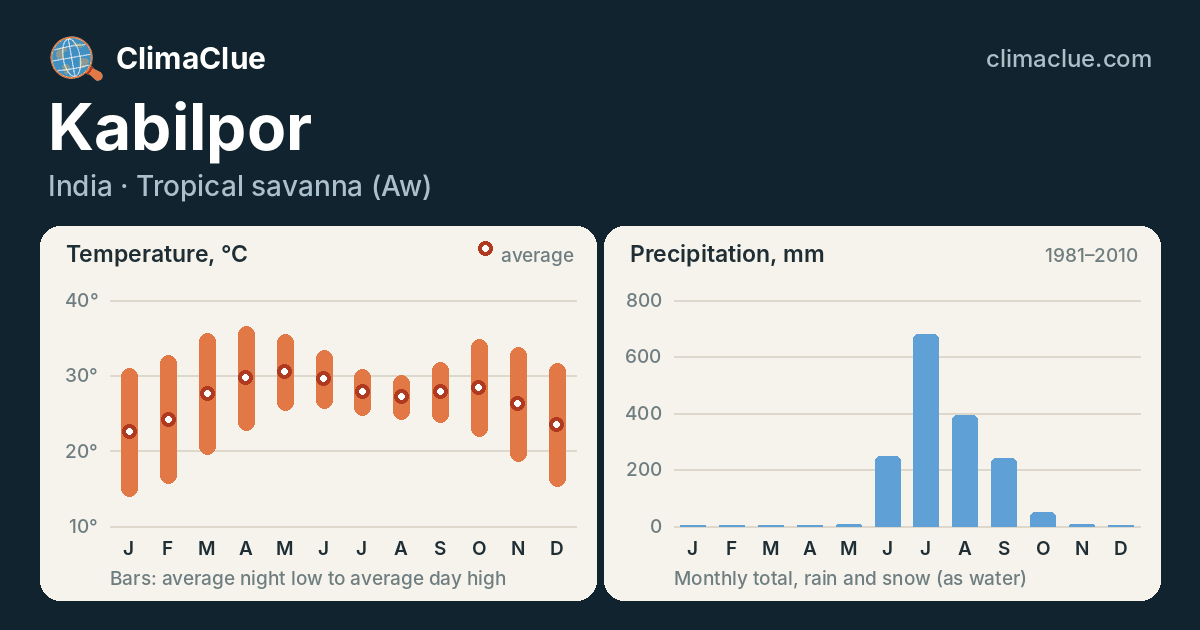 ClimaClue
climaclue.com
Kabilpor
India · Tropical savanna (Aw)
Temperature, °C
average
40°
30°
20°
10°
J F M A M J J A S O N D
Bars: average night low to average day high
Precipitation, mm
1981–2010
800
600
400
200
0
J F M A M J J A S O N D
Monthly total, rain and snow (as water)